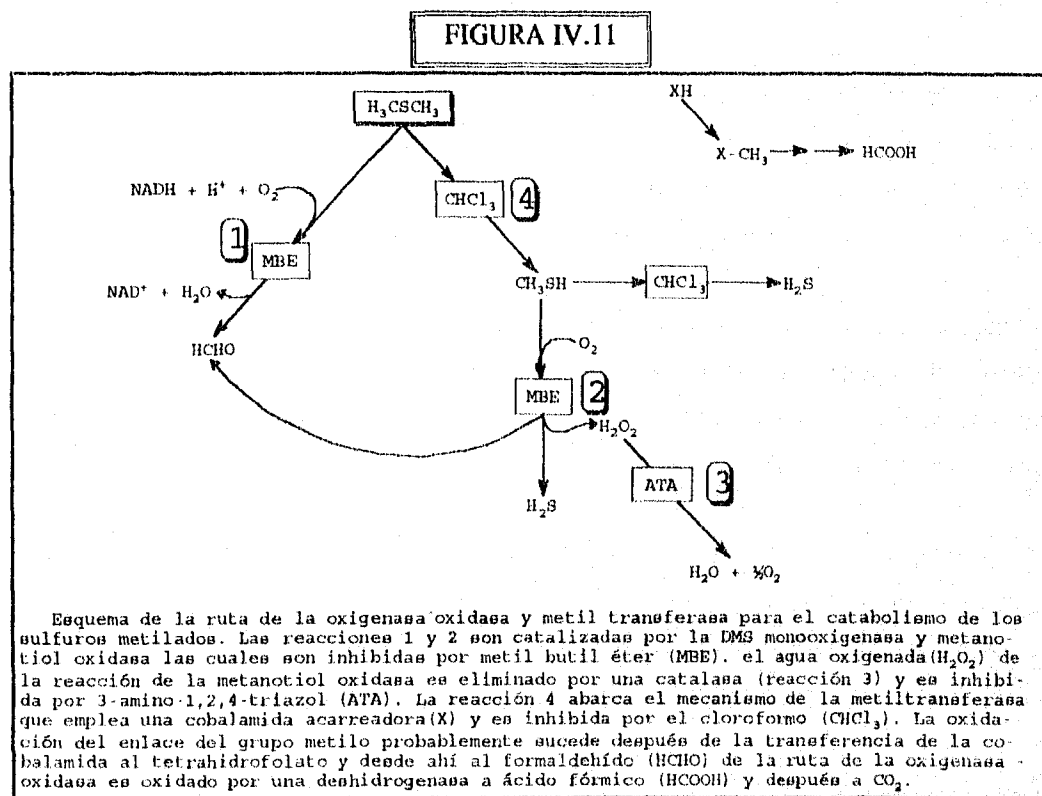 FIGURA IV.11
H₃CSCH₃
XH
X-CH₃
HCOOH
NADH + H⁺ + O₂
CHCl₃
4
1
MBE
CH₃SH
CHCl₃
H₂S
NAD⁺ + H₂O
HCHO
O₂
MBE
2
H₂O₂
ATA
3
H₂S
H₂O + ½O₂
Esquema de la ruta de la oxigenasa oxidasa y metil transferasa para el catabolismo de los
sulfuros metilados. Las reacciones 1 y 2 son catalizadas por la DMS monooxigenasa y metano-
tiol oxidasa las cuales son inhibidas por metil butil éter (MBE). el agua oxigenada(H₂O₂) de
la reacción de la metanotiol oxidasa es eliminado por una catalasa (reacción 3) y es inhibi-
da por 3-amino-1,2,4-triazol (ATA). La reacción 4 abarca el mecanismo de la metiltransferasa
que emplea una cobalamida acarreadora(X) y es inhibida por el cloroformo (CHCl₃). La oxida-
ción del enlace del grupo metilo probablemente sucede después de la transferencia de la co-
balamida al tetrahidrofolato y desde ahí al formaldehído (HCHO) de la ruta de la oxigenasa -
oxidasa es oxidado por una deshidrogenasa a ácido fórmico (HCOOH) y después a CO₂.